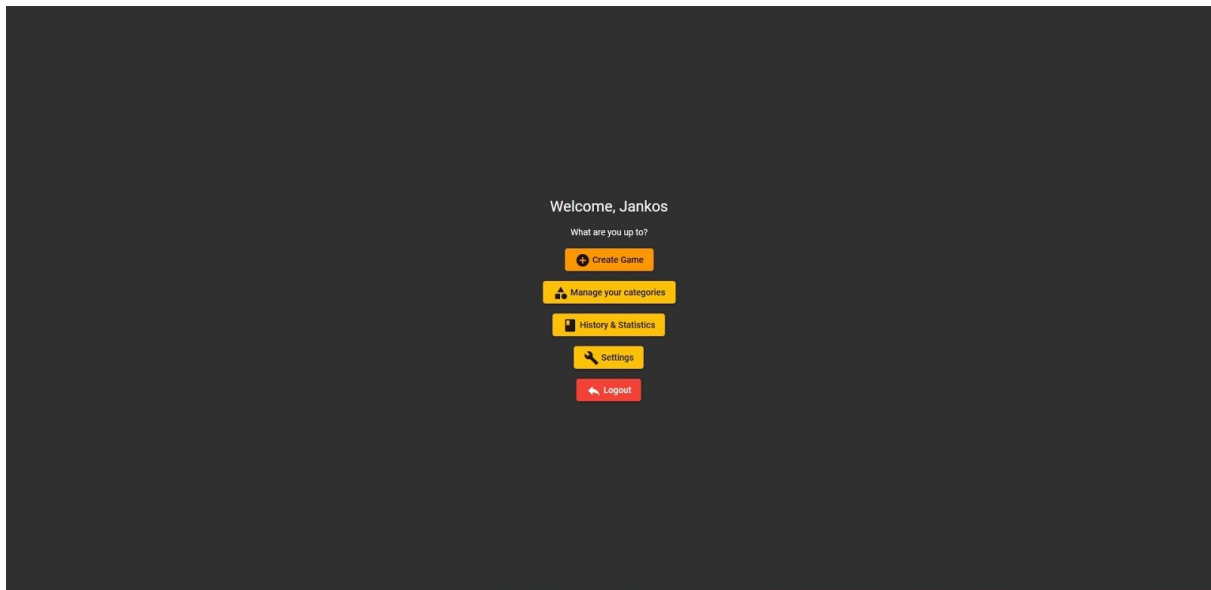 Welcome, Jankos
What are you up to?
Create Game
Manage your categories
History & Statistics
Settings
Logout